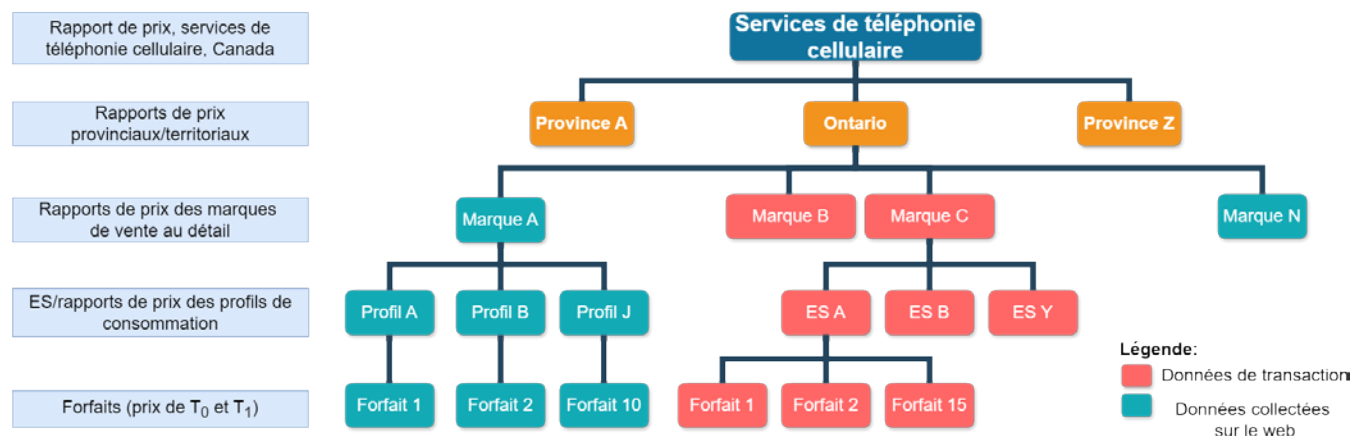 Rapport de prix, services de
téléphonie cellulaire, Canada
Services de téléphonie
cellulaire
Rapports de prix
provinciaux/territoriaux
Province A
Ontario
Province Z
Rapports de prix des marques
de vente au détail
Marque A
Marque B
Marque C
Marque N
ES/rapports de prix des profils de
consommation
Profil A
Profil B
Profil J
ES A
ES B
ES Y
Forfaits (prix de T₀ et T₁)
Forfait 1
Forfait 2
Forfait 10
Forfait 1
Forfait 2
Forfait 15
Légende:
Données de transaction
Données collectées
sur le web